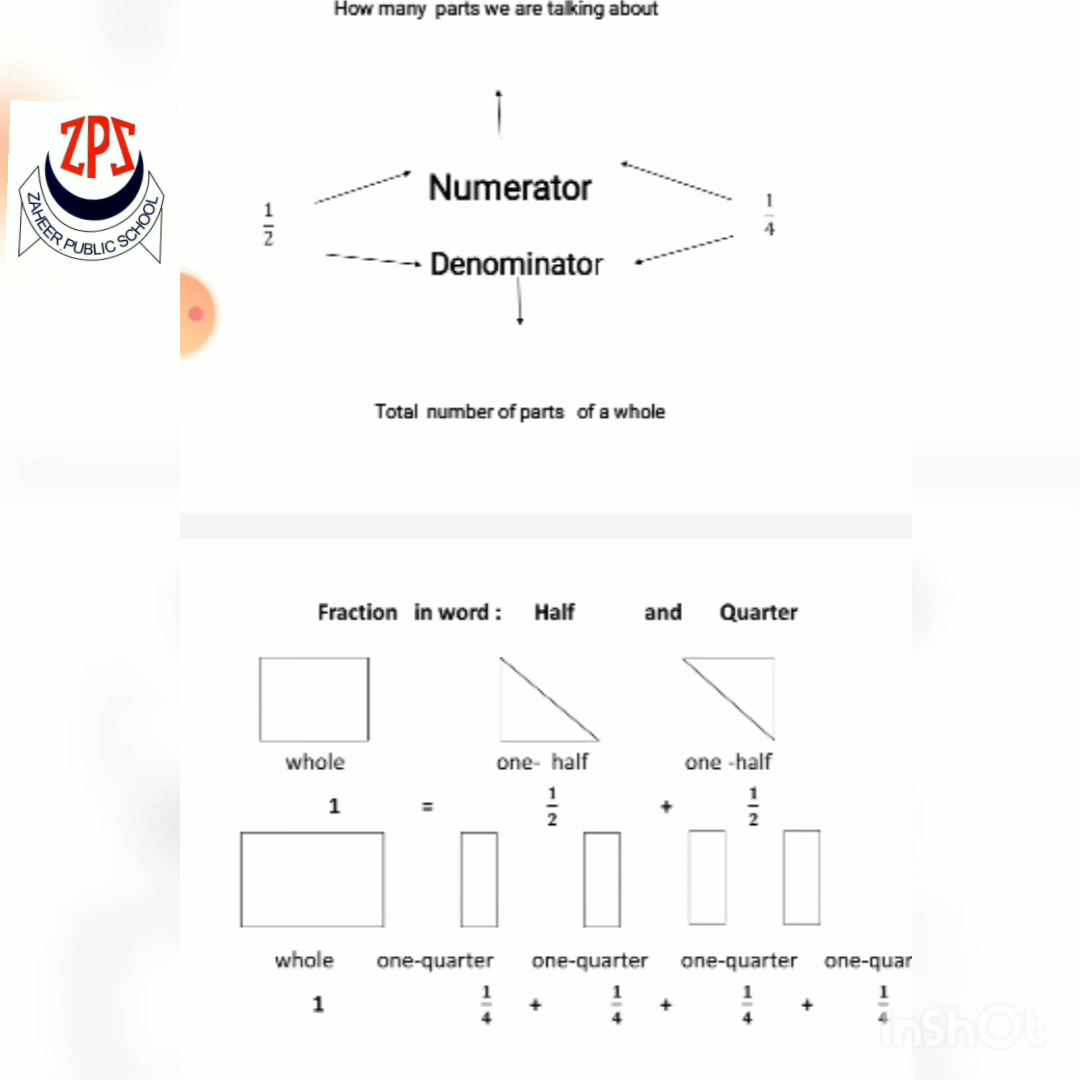 How many parts we are talking about
ZPS
ZAHEER PUBLIC SCHOOL
Numerator
1/2
1/4
Denominator
Total number of parts of a whole
Fraction in word : Half and Quarter
whole one- half one -half
1 = 1/2 + 1/2
whole one-quarter one-quarter one-quarter one-quar
1 1/4 + 1/4 + 1/4 + 1/4
InShOt